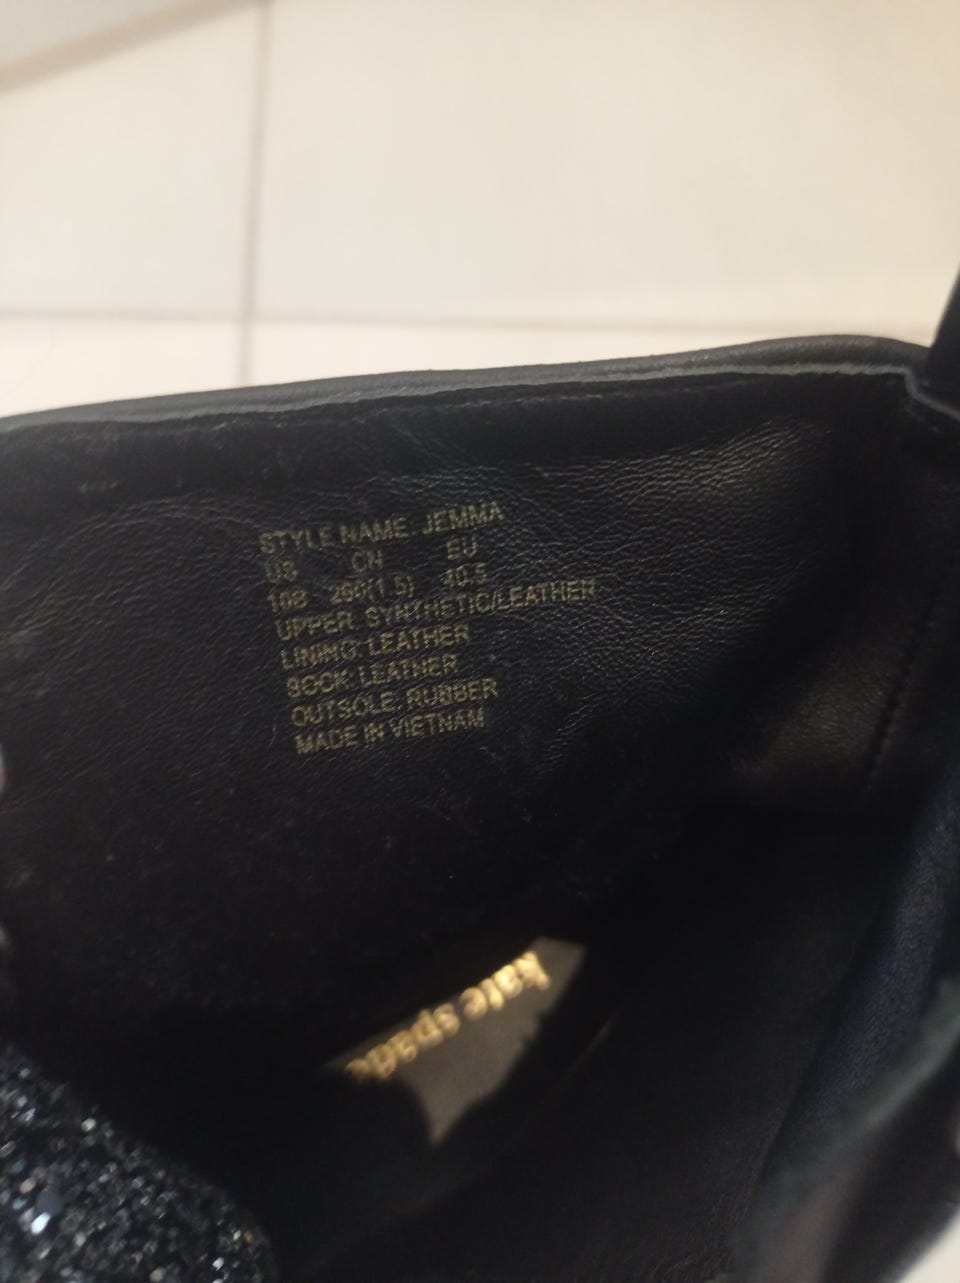 STYLE NAME: JEMMA
US CN EU
10B 260(1.5) 40.5
UPPER: SYNTHETIC/LEATHER
LINING: LEATHER
SOCK: LEATHER
OUTSOLE: RUBBER
MADE IN VIETNAM
kate spade